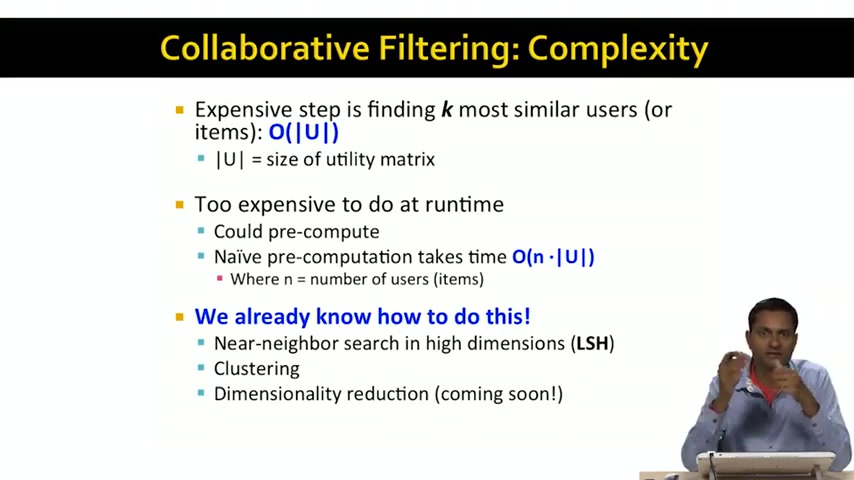 Collaborative Filtering: Complexity
Expensive step is finding k most similar users (or
items): O(|U|)
|U| = size of utility matrix
Too expensive to do at runtime
Could pre-compute
Naïve pre-computation takes time O(n ·|U|)
Where n = number of users (items)
We already know how to do this!
Near-neighbor search in high dimensions (LSH)
Clustering
Dimensionality reduction (coming soon!)